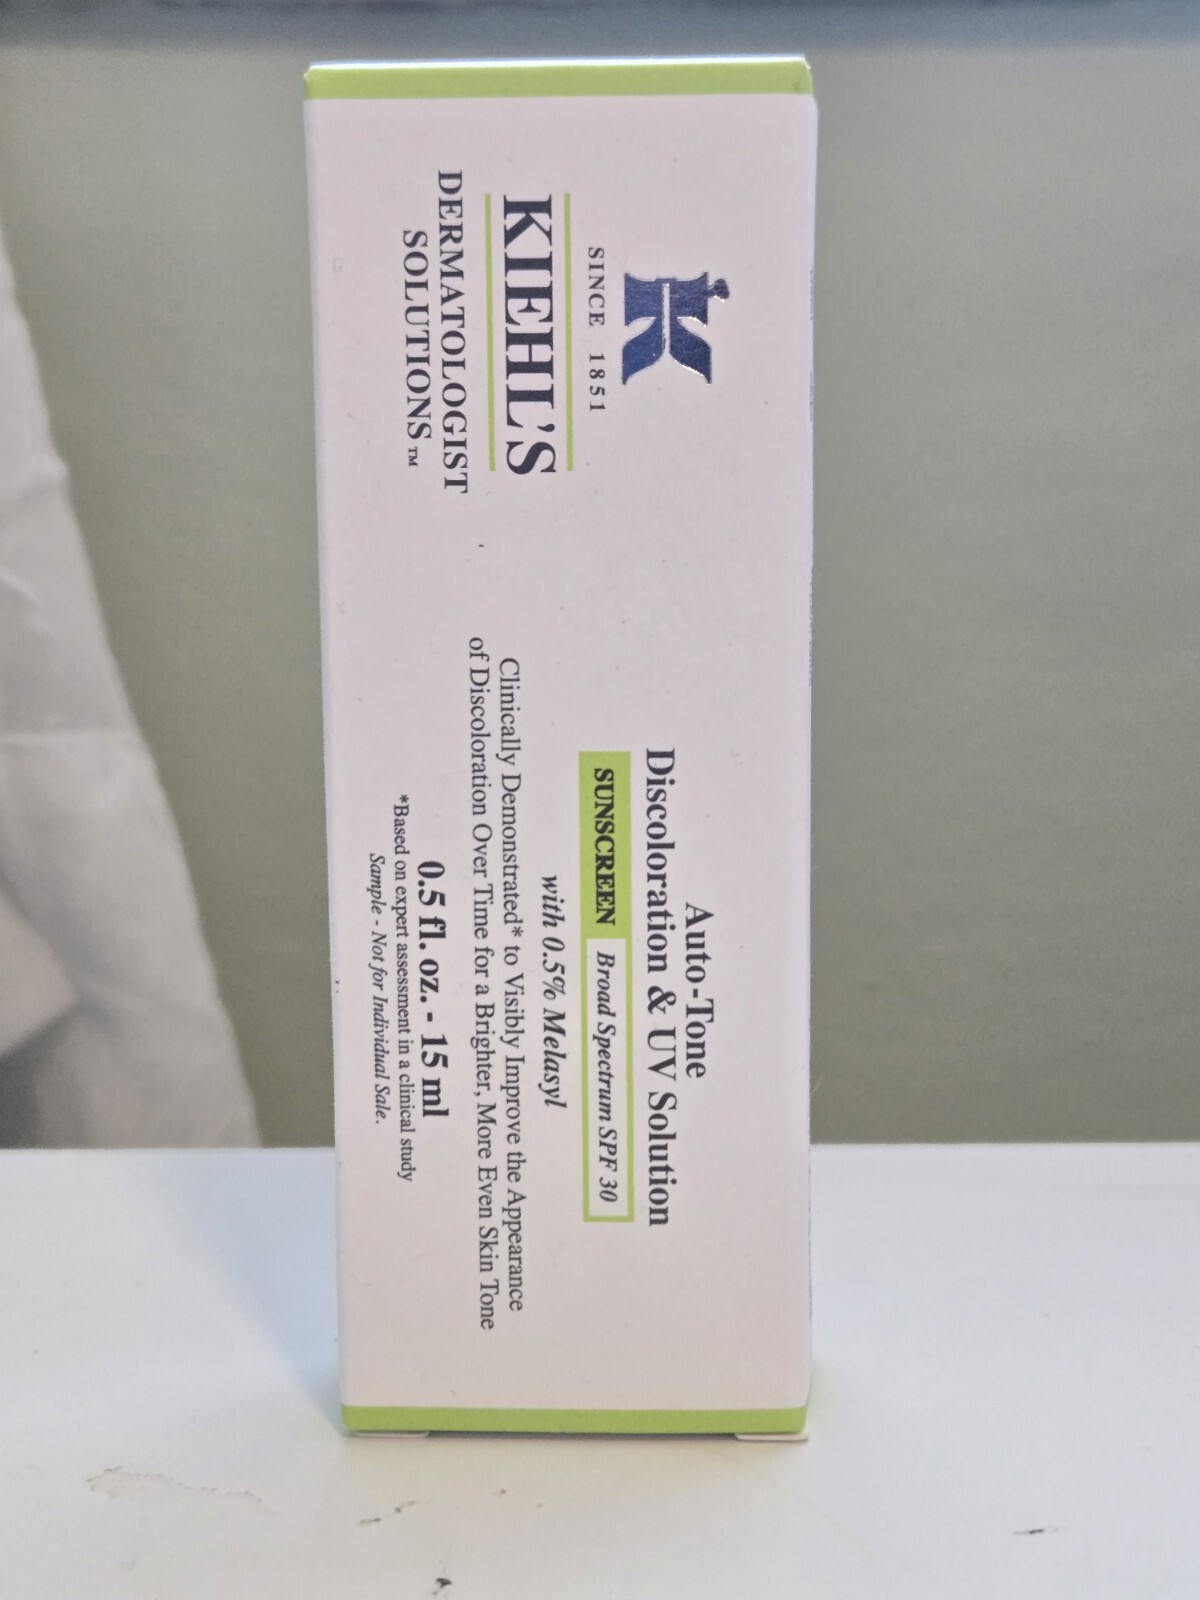 K
SINCE 1851
KIEHL'S
DERMATOLOGIST
SOLUTIONS™
Auto-Tone
Discoloration & UV Solution
SUNSCREEN Broad Spectrum SPF 30
with 0.5% Melasyl
Clinically Demonstrated* to Visibly Improve the Appearance
of Discoloration Over Time for a Brighter, More Even Skin Tone
0.5 fl. oz. - 15 ml
*Based on expert assessment in a clinical study
Sample - Not for Individual Sale.